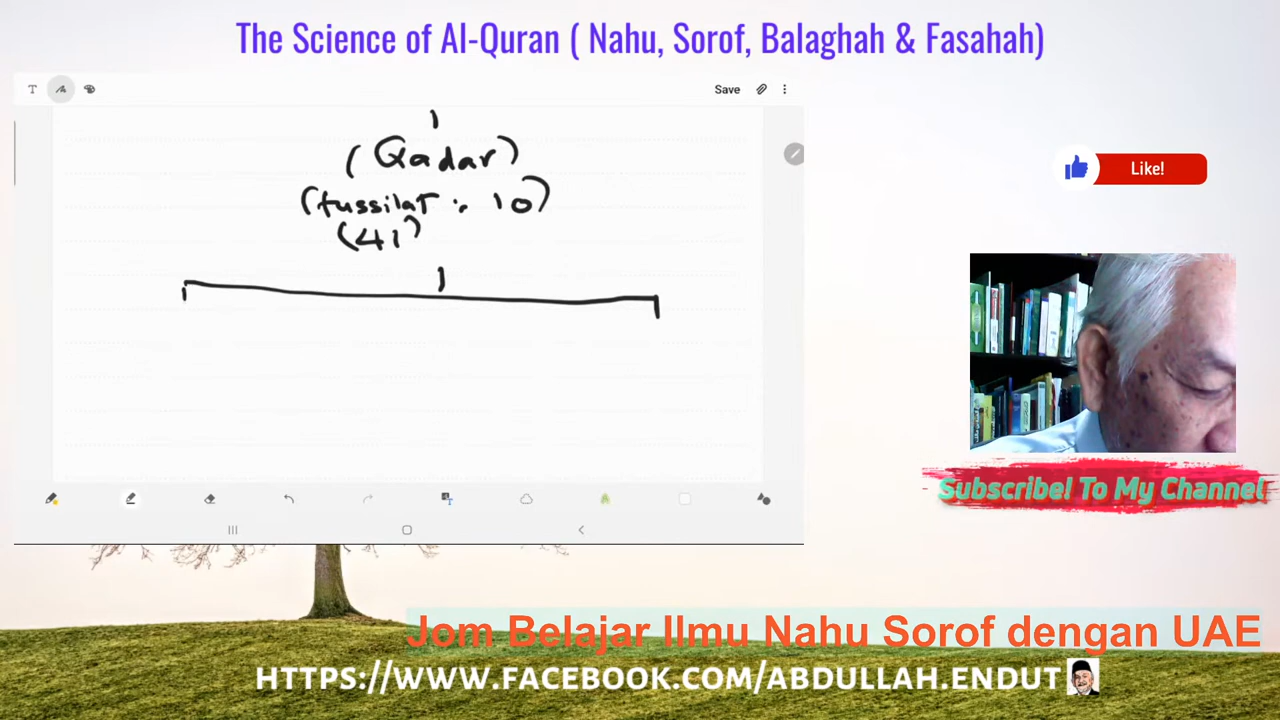 The Science of Al-Quran ( Nahu, Sorof, Balaghah & Fasahah)
T
Save
(Qadar)
(fussilat : 10)
(41)
Like!
Subscribe! To My Channel
Jom Belajar Ilmu Nahu Sorof dengan UAE
HTTPS://WWW.FACEBOOK.COM/ABDULLAH.ENDUT